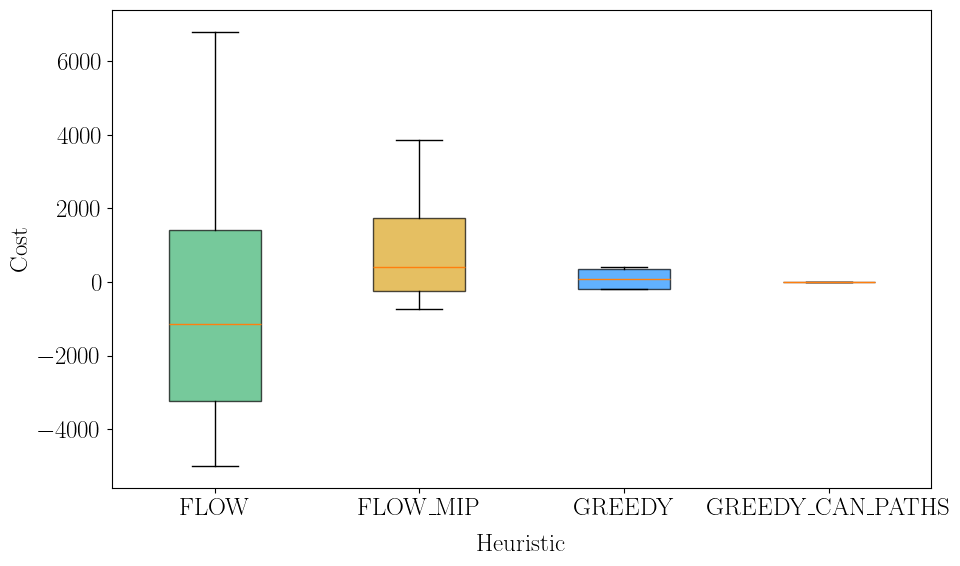 6000
4000
2000
0
−2000
−4000
Cost
FLOW
FLOW_MIP
GREEDY
GREEDY_CAN_PATHS
Heuristic